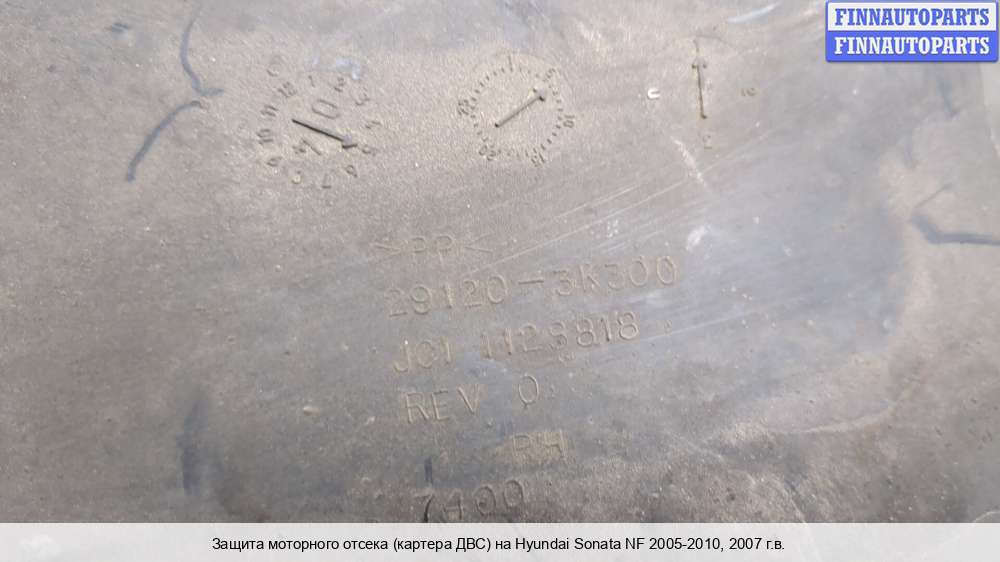 FINNAUTOPARTS
FINNAUTOPARTS
>PP<
29120-3K300
JCI 1128818
REV 0
RH
7400
Защита моторного отсека (картера ДВС) на Hyundai Sonata NF 2005-2010, 2007 г.в.